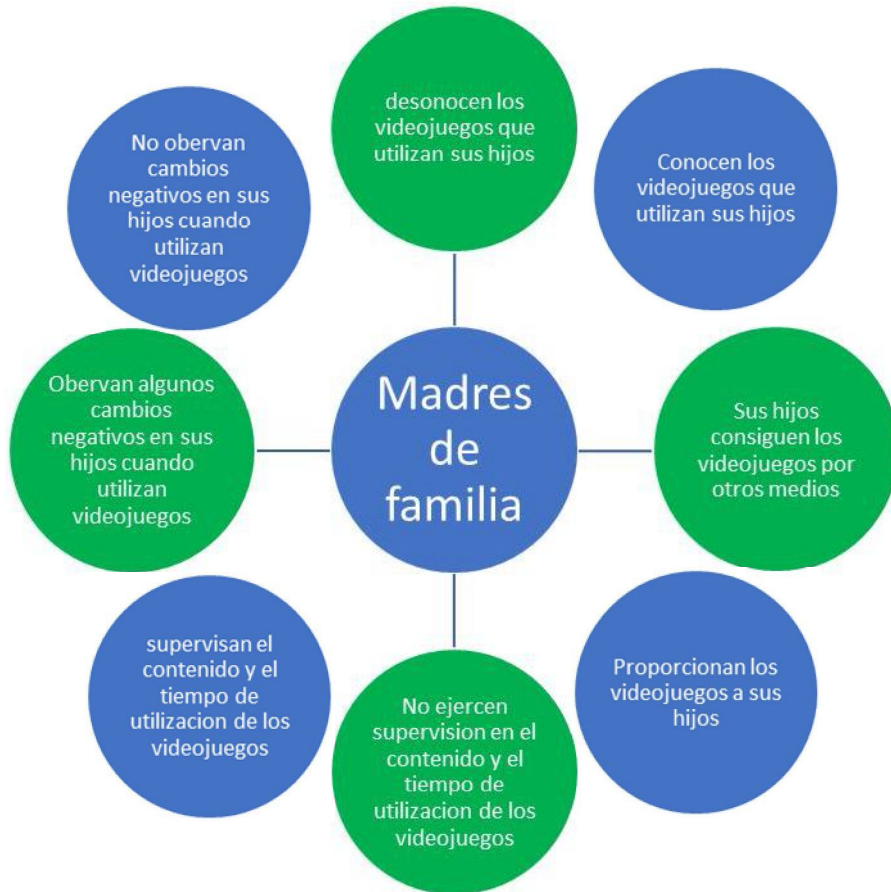 desonocen los
videojuegos que
utilizan sus hijos
Conocen los
videojuegos que
utilizan sus hijos
Sus hijos
consiguen los
videojuegos por
otros medios
Proporcionan los
videojuegos a sus
hijos
No ejercen
supervision en el
contenido y el
tiempo de
utilizacion de los
videojuegos
supervisan el
contenido y el
tiempo de
utilizacion de los
videojuegos
Obervan algunos
cambios
negativos en sus
hijos cuando
utilizan
videojuegos
No obervan
cambios
negativos en sus
hijos cuando
utilizan
videojuegos
Madres
de
familia